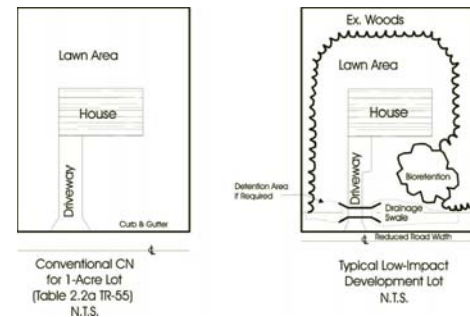 Lawn Area
House
Driveway
Curb & Gutter
℄
Conventional CN
for 1-Acre Lot
(Table 2.2a TR-55)
N.T.S.
Ex. Woods
Lawn Area
House
Driveway
Bioretention
Detention Area
If Required
Drainage
Swale
Reduced Road Width
℄
Typical Low-Impact
Development Lot
N.T.S.